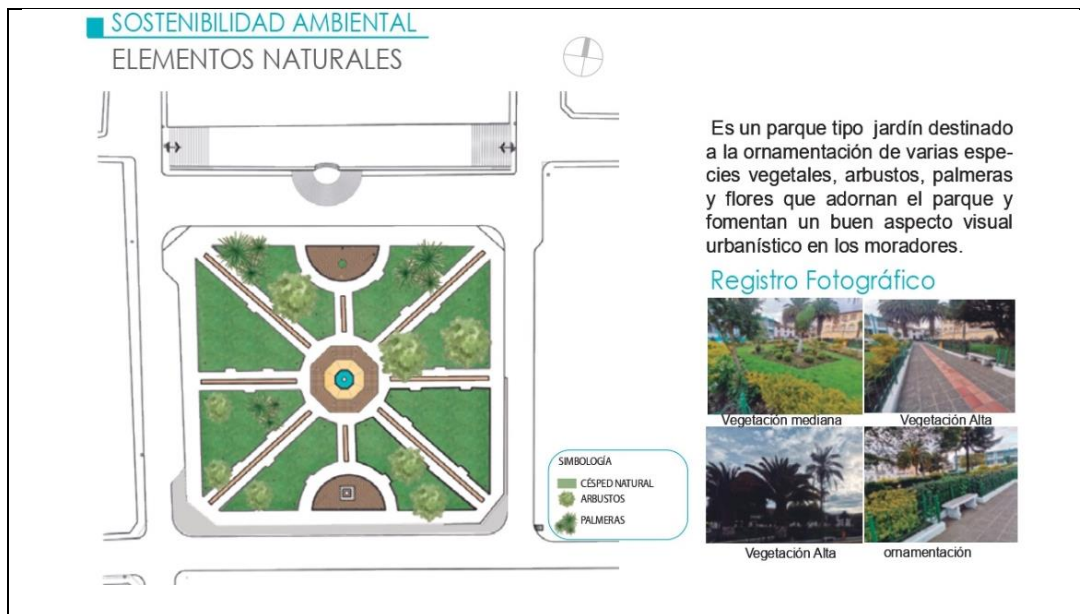 SOSTENIBILIDAD AMBIENTAL
ELEMENTOS NATURALES
Es un parque tipo jardín destinado
a la ornamentación de varias espe-
cies vegetales, arbustos, palmeras
y flores que adornan el parque y
fomentan un buen aspecto visual
urbanístico en los moradores.
Registro Fotográfico
Vegetación mediana
Vegetación Alta
Vegetación Alta
ornamentación
SIMBOLOGÍA
CÉSPED NATURAL
ARBUSTOS
PALMERAS